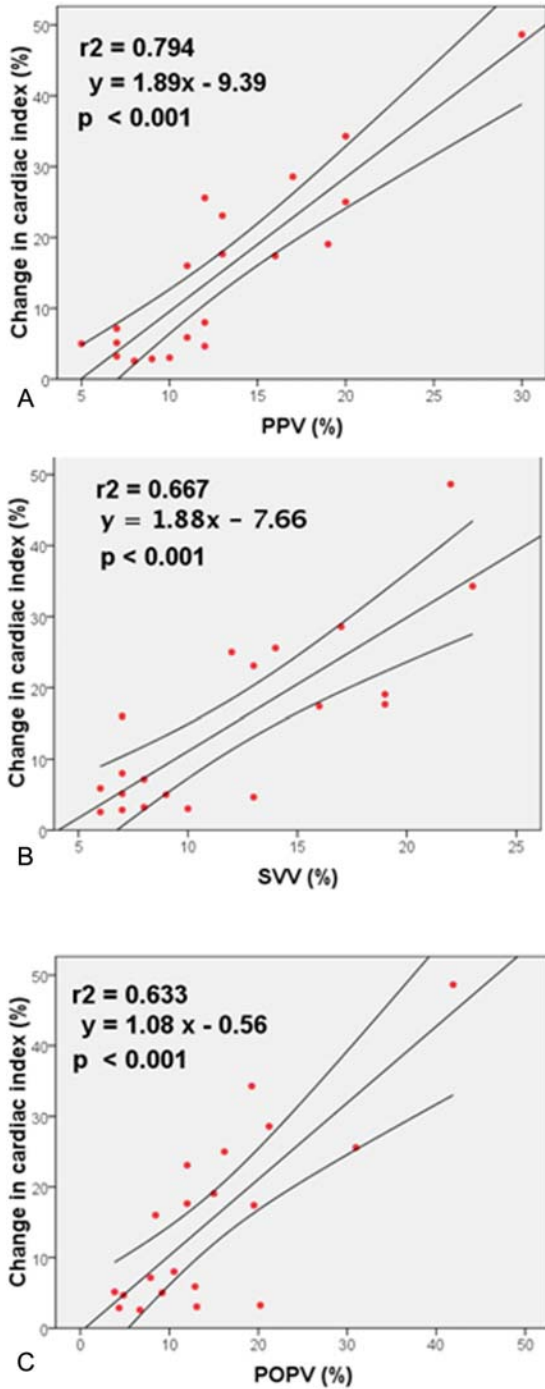 50
r2 = 0.794
y = 1.89x - 9.39
p < 0.001
40
30
20
10
0
Change in cardiac index (%)
5 10 15 20 25 30
A
PPV (%)
50
r2 = 0.667
y = 1.88x – 7.66
p < 0.001
40
30
20
10
0
Change in cardiac index (%)
5 10 15 20 25
B
SVV (%)
50
r2 = 0.633
y = 1.08 x - 0.56
p < 0.001
40
30
20
10
0
Change in cardiac index (%)
0 10 20 30 40 50
C
POPV (%)